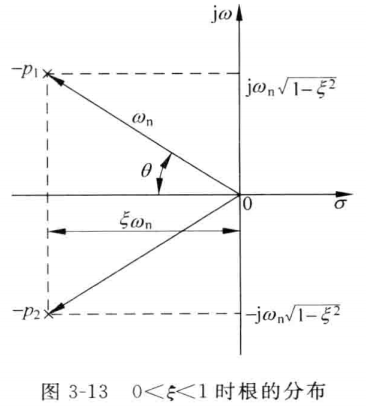 jω
−p₁
jωₙ√1−ξ²
ωₙ
θ
0
σ
ξωₙ
−p₂
−jωₙ√1−ξ²
图 3-13 0<ξ<1 时根的分布